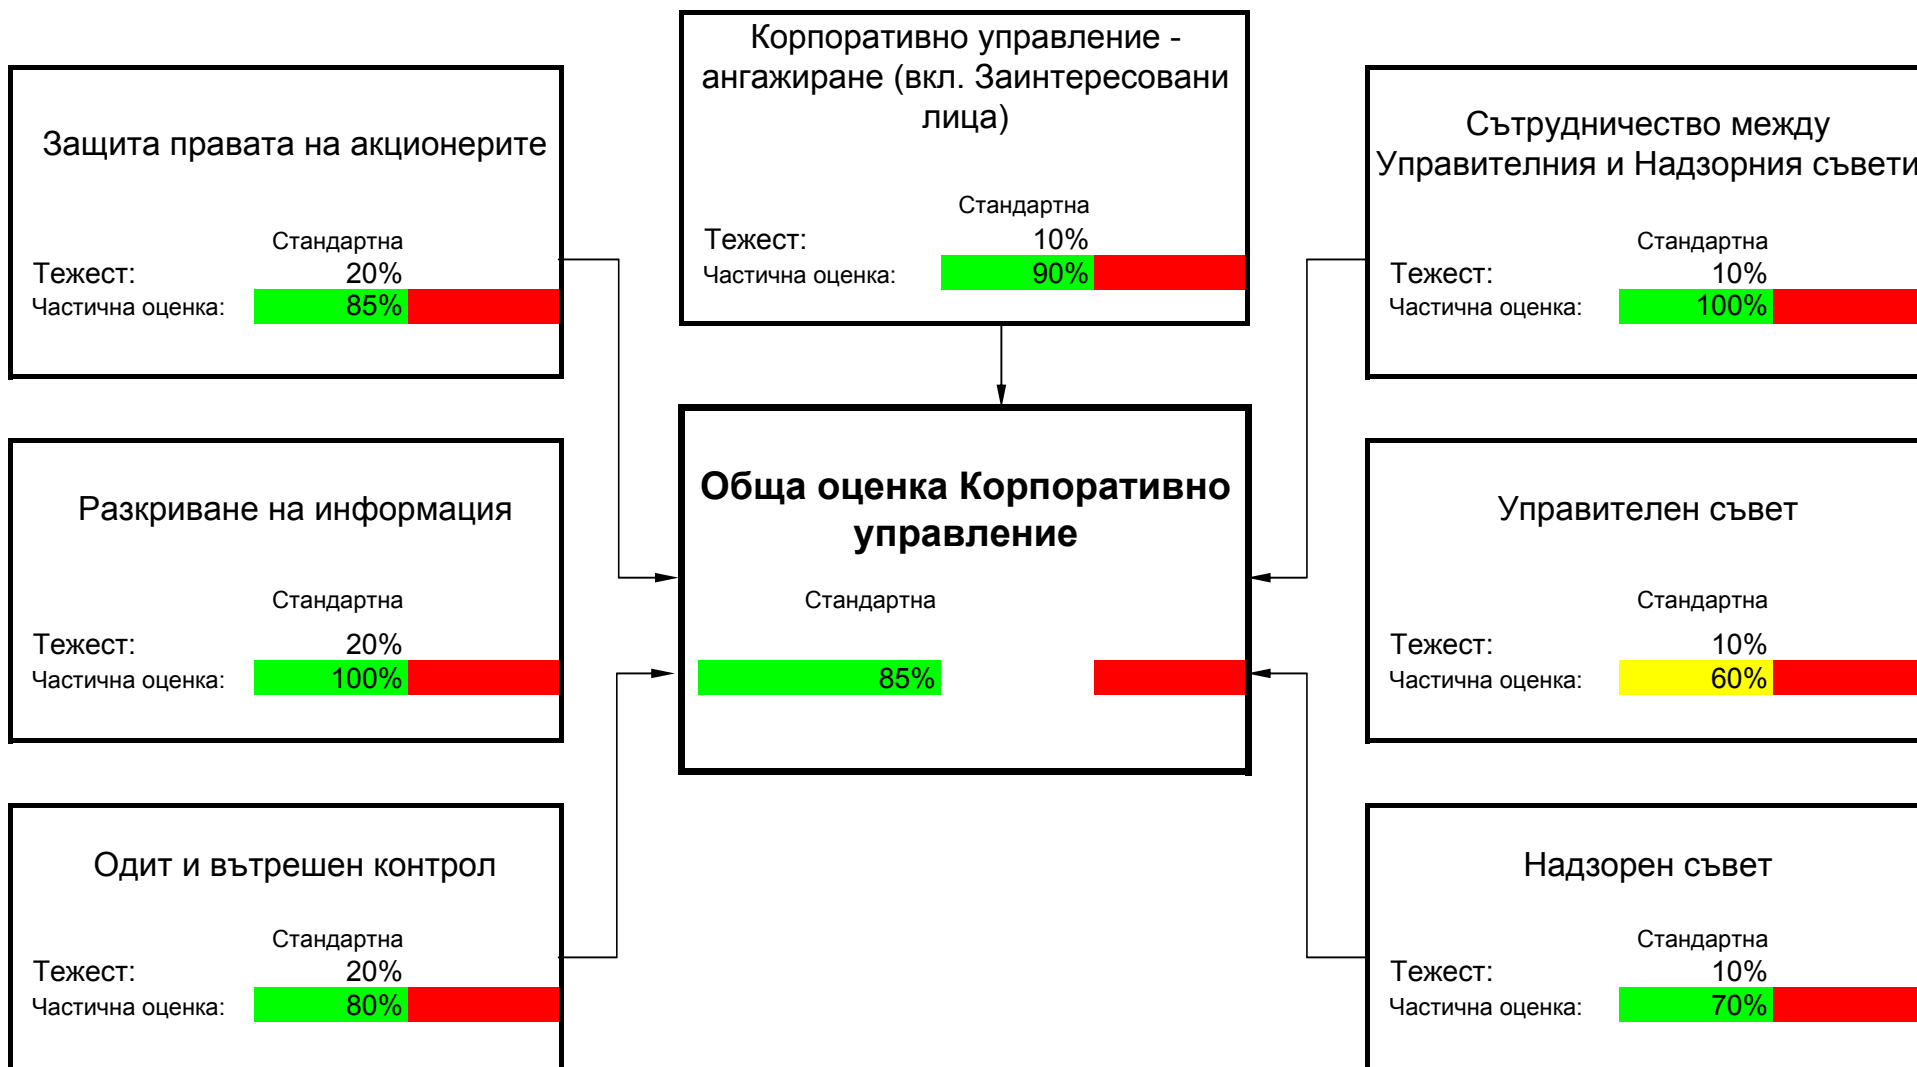 Корпоративно управление -
ангажиране (вкл. Заинтересовани
лица)
Стандартна
Тежест: 10%
Частична оценка: 90%
Защита правата на акционерите
Стандартна
Тежест: 20%
Частична оценка: 85%
Сътрудничество между
Управителния и Надзорния съвети
Стандартна
Тежест: 10%
Частична оценка: 100%
Обща оценка Корпоративно
управление
Стандартна
85%
Разкриване на информация
Стандартна
Тежест: 20%
Частична оценка: 100%
Управителен съвет
Стандартна
Тежест: 10%
Частична оценка: 60%
Одит и вътрешен контрол
Стандартна
Тежест: 20%
Частична оценка: 80%
Надзорен съвет
Стандартна
Тежест: 10%
Частична оценка: 70%